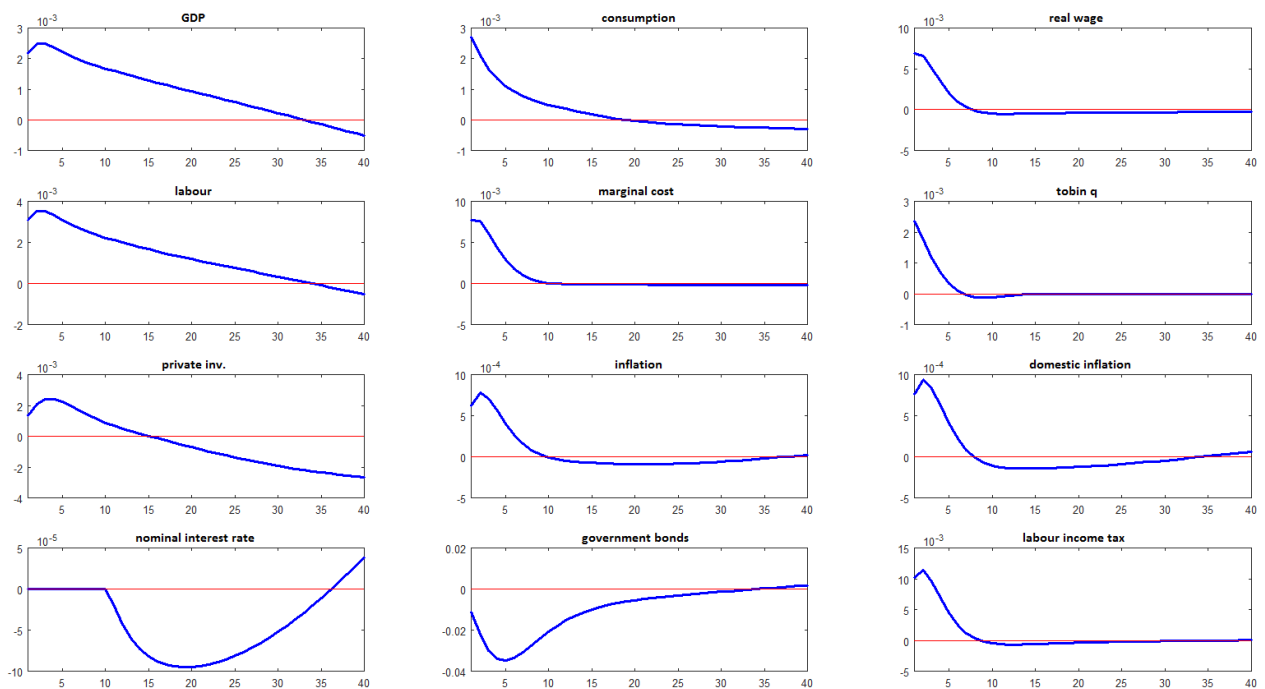 GDP
10-3
3
2
1
0
-1
5 10 15 20 25 30 35 40
consumption
10-3
3
2
1
0
-1
5 10 15 20 25 30 35 40
real wage
10-3
10
5
0
-5
5 10 15 20 25 30 35 40
labour
10-3
4
2
0
-2
5 10 15 20 25 30 35 40
marginal cost
10-3
10
5
0
-5
5 10 15 20 25 30 35 40
tobin q
10-3
3
2
1
0
-1
5 10 15 20 25 30 35 40
private inv.
10-3
4
2
0
-2
-4
5 10 15 20 25 30 35 40
inflation
10-4
10
5
0
-5
5 10 15 20 25 30 35 40
domestic inflation
10-4
10
5
0
-5
5 10 15 20 25 30 35 40
nominal interest rate
10-5
5
0
-5
-10
5 10 15 20 25 30 35 40
government bonds
0.02
0
-0.02
-0.04
5 10 15 20 25 30 35 40
labour income tax
10-3
15
10
5
0
-5
5 10 15 20 25 30 35 40